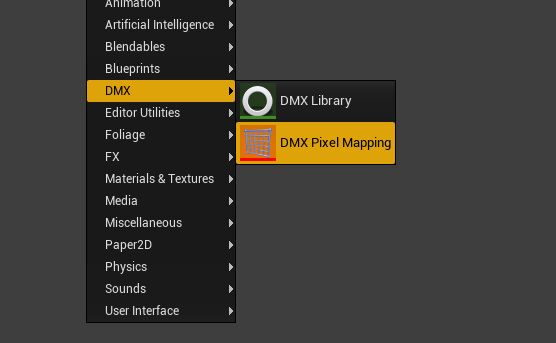 Animation
Artificial Intelligence
Blendables
Blueprints
DMX
Editor Utilities
Foliage
FX
Materials & Textures
Media
Miscellaneous
Paper2D
Physics
Sounds
User Interface
DMX Library
DMX Pixel Mapping